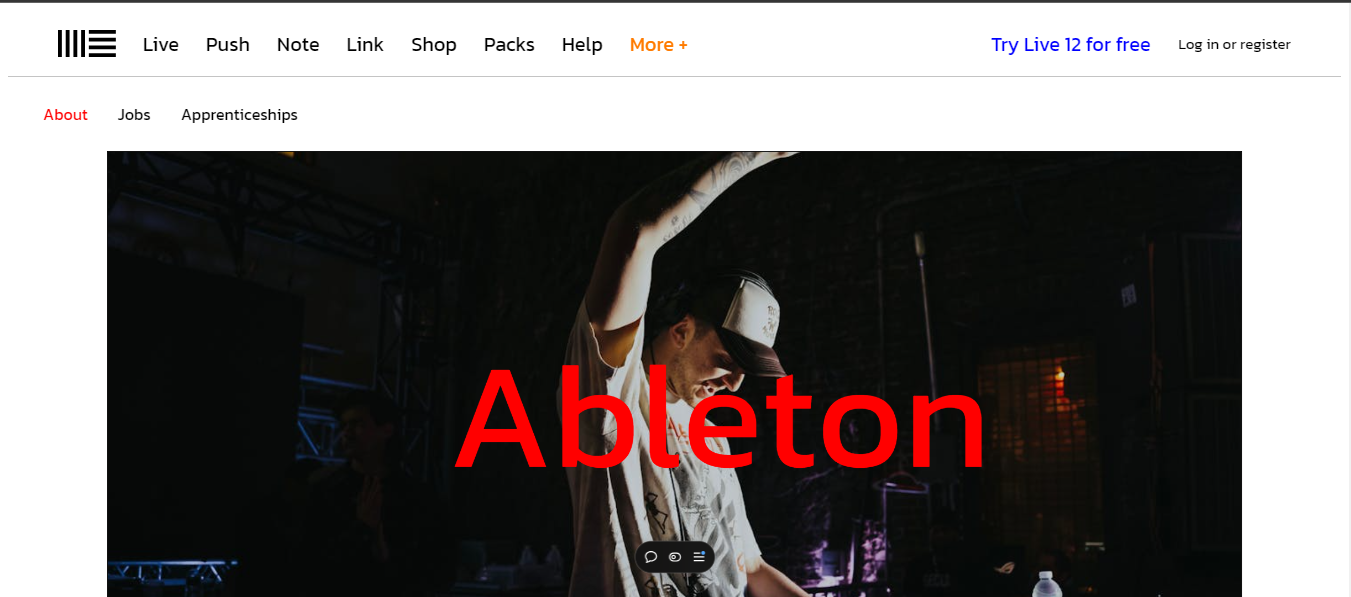 Live Push Note Link Shop Packs Help More + Try Live 12 for free Log in or register
About Jobs Apprenticeships
Ableton